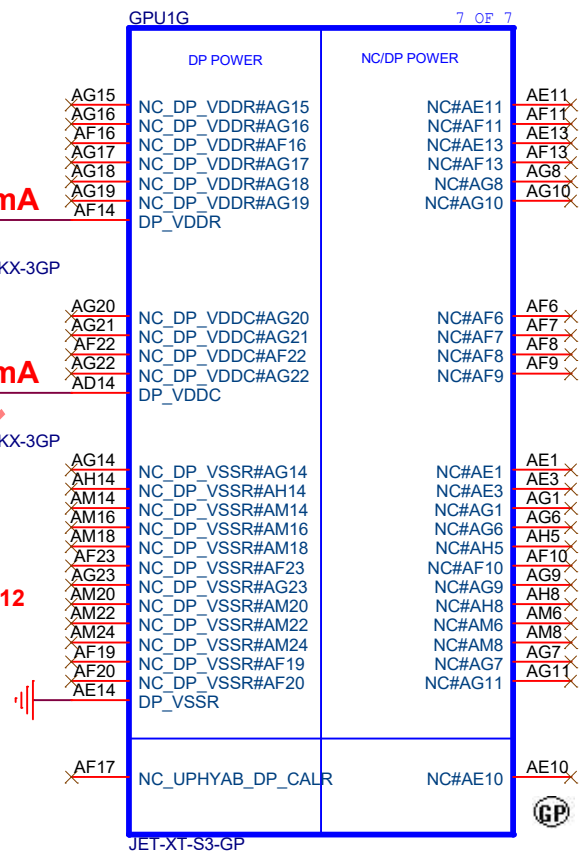 GPU1G 7 OF 7
DP POWER NC/DP POWER
AG15 NC_DP_VDDR#AG15 NC#AE11 AE11
AG16 NC_DP_VDDR#AG16 NC#AF11 AF11
AF16 NC_DP_VDDR#AF16 NC#AE13 AE13
AG17 NC_DP_VDDR#AG17 NC#AF13 AF13
AG18 NC_DP_VDDR#AG18 NC#AG8 AG8
AG19 NC_DP_VDDR#AG19 NC#AG10 AG10
mA AF14 DP_VDDR
KX-3GP
AG20 NC_DP_VDDC#AG20 NC#AF6 AF6
AG21 NC_DP_VDDC#AG21 NC#AF7 AF7
AF22 NC_DP_VDDC#AF22 NC#AF8 AF8
AG22 NC_DP_VDDC#AG22 NC#AF9 AF9
mA AD14 DP_VDDC
KX-3GP
AG14 NC_DP_VSSR#AG14 NC#AE1 AE1
AH14 NC_DP_VSSR#AH14 NC#AE3 AE3
AM14 NC_DP_VSSR#AM14 NC#AG1 AG1
AM16 NC_DP_VSSR#AM16 NC#AG6 AG6
AM18 NC_DP_VSSR#AM18 NC#AH5 AH5
AF23 NC_DP_VSSR#AF23 NC#AF10 AF10
AG23 NC_DP_VSSR#AG23 NC#AG9 AG9
12 AM20 NC_DP_VSSR#AM20 NC#AH8 AH8
AM22 NC_DP_VSSR#AM22 NC#AM6 AM6
AM24 NC_DP_VSSR#AM24 NC#AM8 AM8
AF19 NC_DP_VSSR#AF19 NC#AG7 AG7
AF20 NC_DP_VSSR#AF20 NC#AG11 AG11
AE14 DP_VSSR
AF17 NC_UPHYAB_DP_CALR NC#AE10 AE10
GP
JET-XT-S3-GP